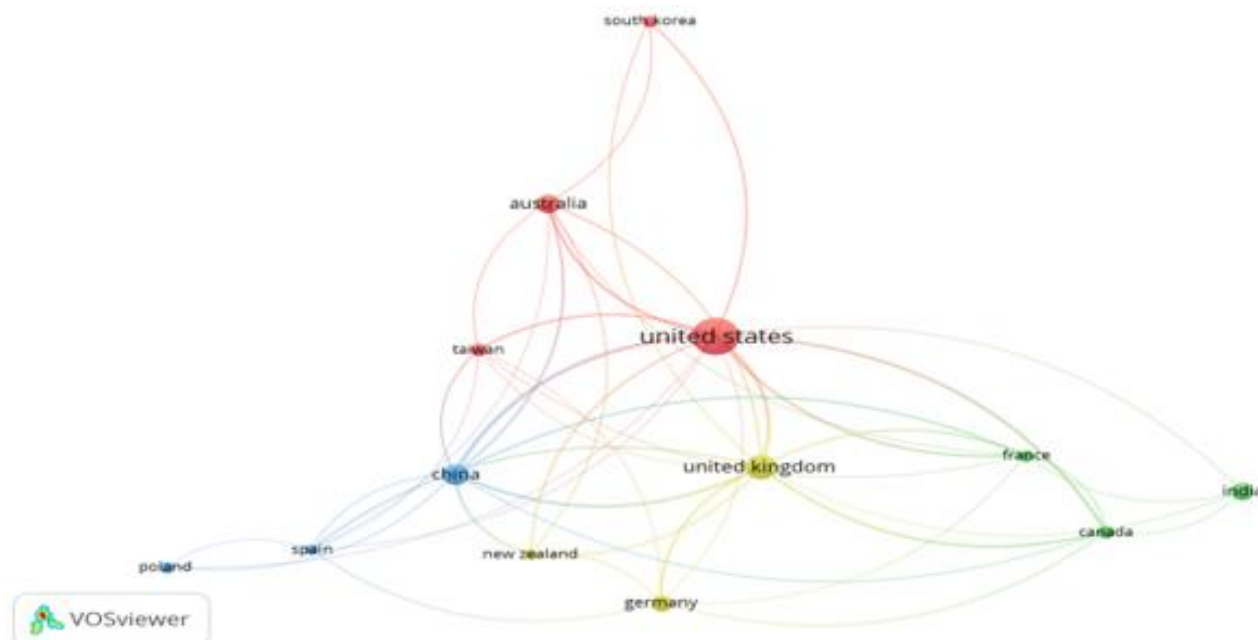 south korea
australia
united states
taiwan
france
united kingdom
china
india
canada
spain
new zealand
poland
germany
VOSviewer